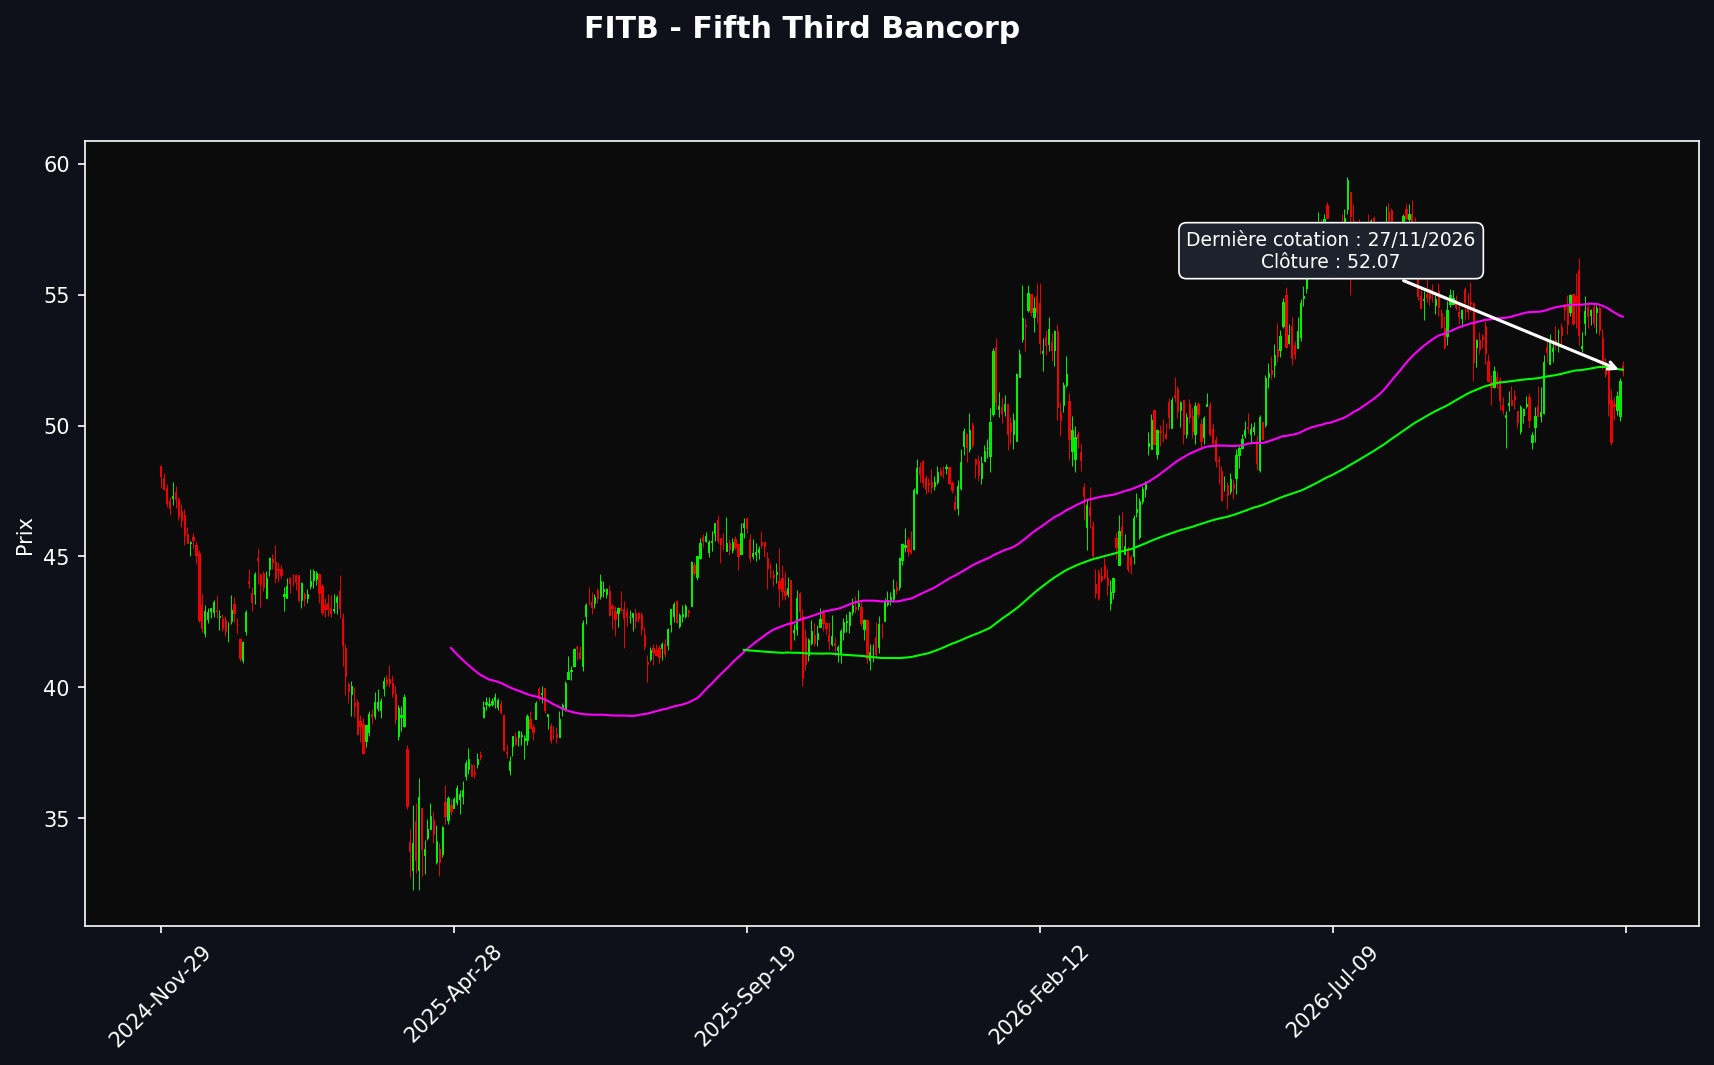 FITB - Fifth Third Bancorp
60
55
50
45
40
35
Prix
Dernière cotation : 27/11/2026
Clôture : 52.07
2024-Nov-29
2025-Apr-28
2025-Sep-19
2026-Feb-12
2026-Jul-09